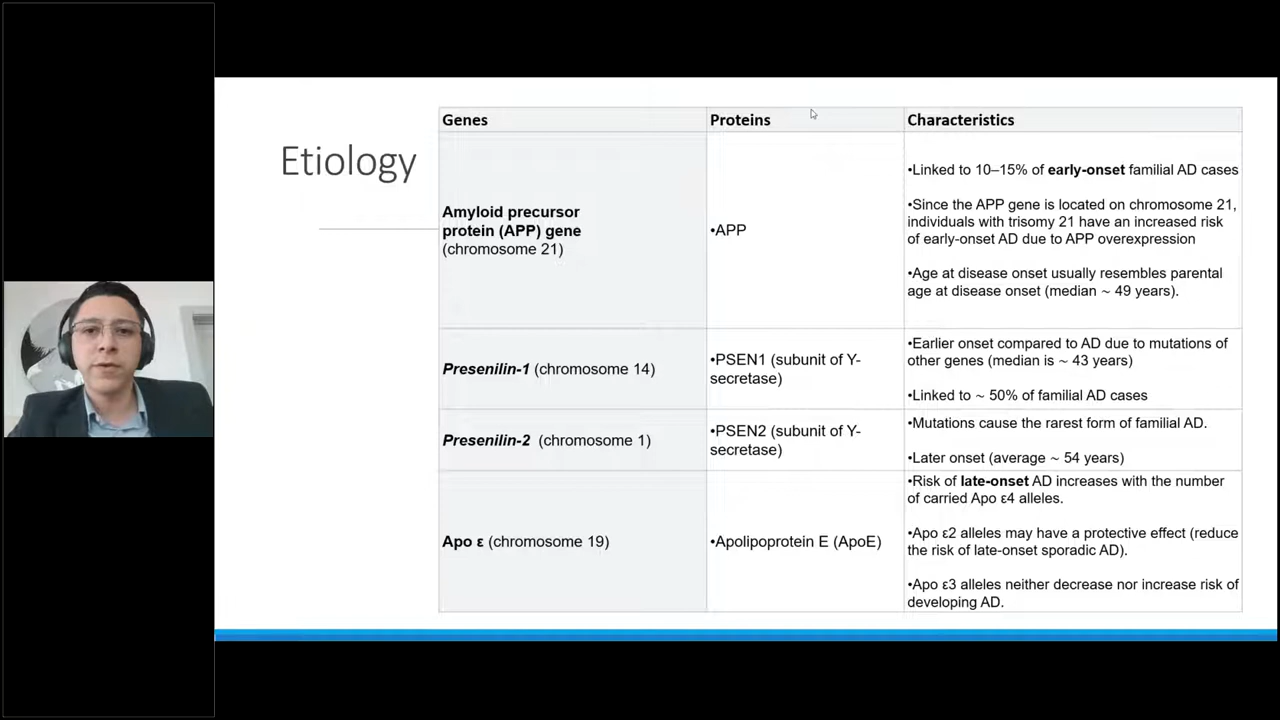 Etiology
Genes
Proteins
Characteristics
Amyloid precursor
protein (APP) gene
(chromosome 21)
•APP
•Linked to 10–15% of early-onset familial AD cases
•Since the APP gene is located on chromosome 21,
individuals with trisomy 21 have an increased risk
of early-onset AD due to APP overexpression
•Age at disease onset usually resembles parental
age at disease onset (median ~ 49 years).
Presenilin-1 (chromosome 14)
•PSEN1 (subunit of Υ-
secretase)
•Earlier onset compared to AD due to mutations of
other genes (median is ~ 43 years)
•Linked to ~ 50% of familial AD cases
Presenilin-2 (chromosome 1)
•PSEN2 (subunit of Υ-
secretase)
•Mutations cause the rarest form of familial AD.
•Later onset (average ~ 54 years)
Apo ε (chromosome 19)
•Apolipoprotein E (ApoE)
•Risk of late-onset AD increases with the number
of carried Apo ε4 alleles.
•Apo ε2 alleles may have a protective effect (reduce
the risk of late-onset sporadic AD).
•Apo ε3 alleles neither decrease nor increase risk of
developing AD.